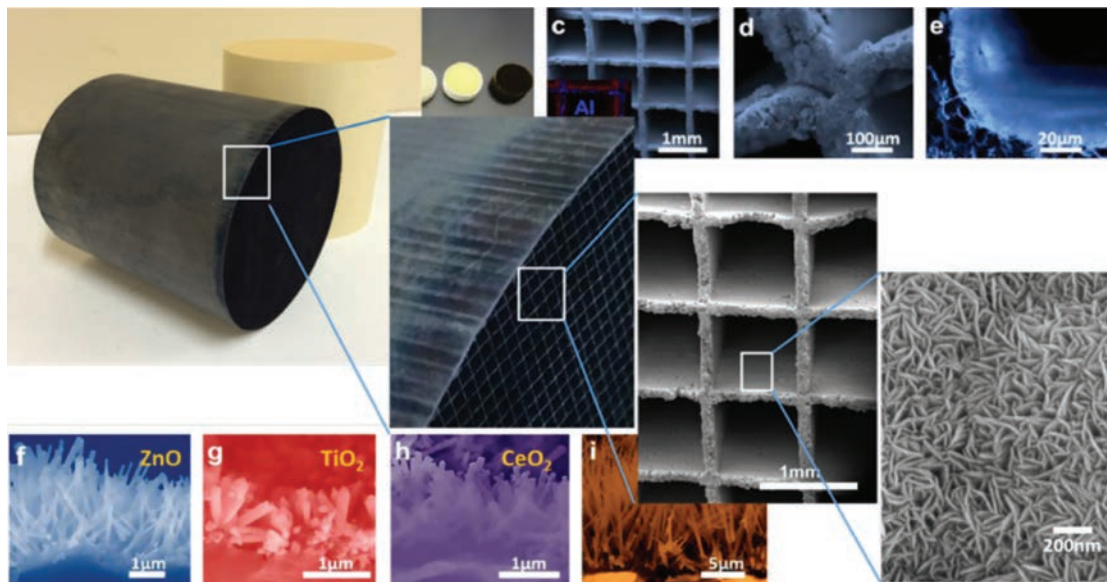 c
Al
1mm
d
100µm
e
20µm
1mm
200nm
f
ZnO
1µm
g
TiO₂
1µm
h
CeO₂
1µm
i
5µm